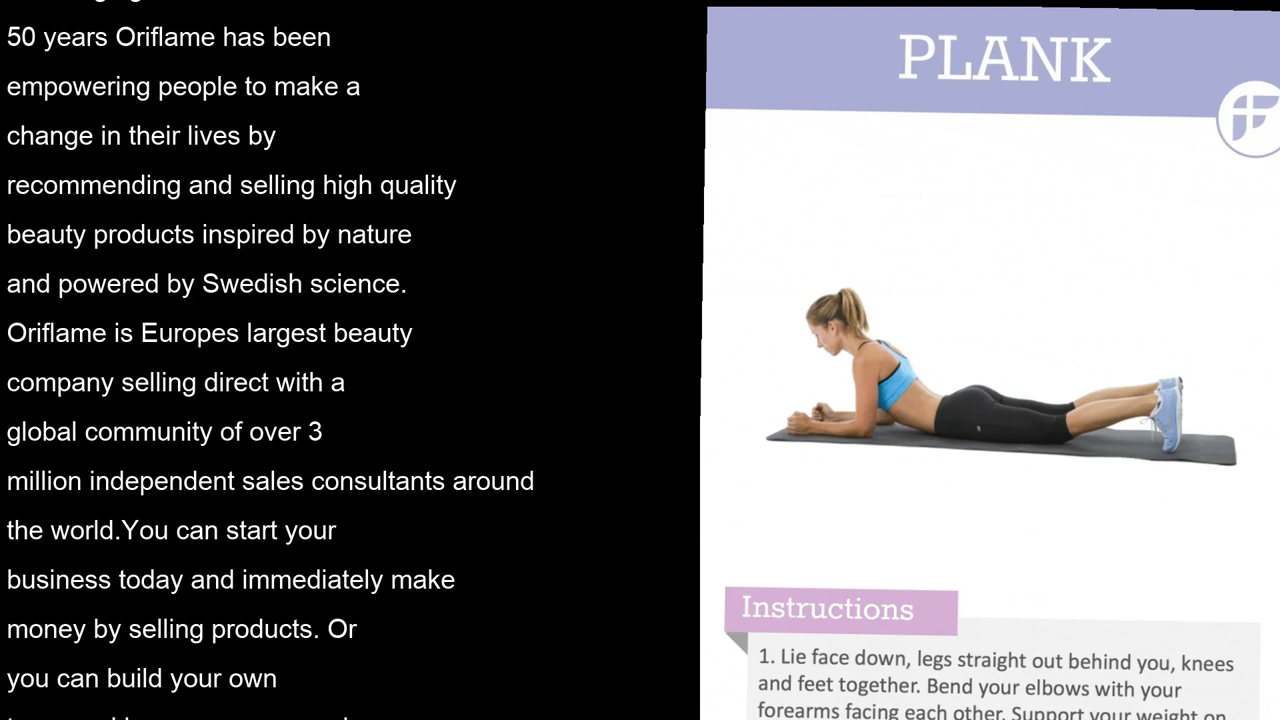 50 years Oriflame has been
empowering people to make a
change in their lives by
recommending and selling high quality
beauty products inspired by nature
and powered by Swedish science.
Oriflame is Europes largest beauty
company selling direct with a
global community of over 3
million independent sales consultants around
the world.You can start your
business today and immediately make
money by selling products. Or
you can build your own
PLANK
Instructions
1. Lie face down, legs straight out behind you, knees
and feet together. Bend your elbows with your
forearms facing each other. Support your weight on